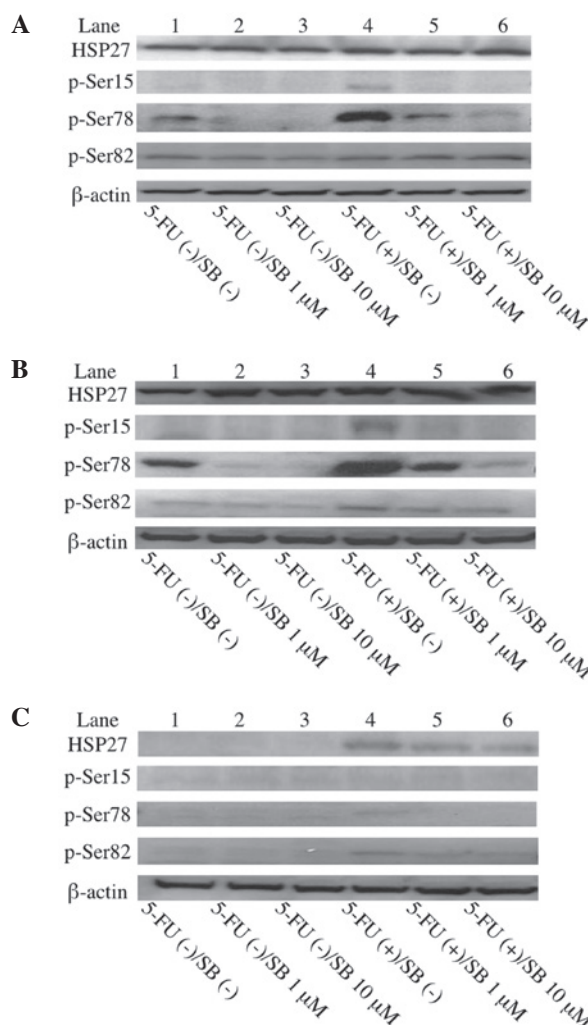 A
Lane 1 2 3 4 5 6
HSP27
p-Ser15
p-Ser78
p-Ser82
β-actin
5-FU (-)/SB (-)
5-FU (-)/SB 1 μM
5-FU (-)/SB 10 μM
5-FU (+)/SB (-)
5-FU (+)/SB 1 μM
5-FU (+)/SB 10 μM
B
Lane 1 2 3 4 5 6
HSP27
p-Ser15
p-Ser78
p-Ser82
β-actin
5-FU (-)/SB (-)
5-FU (-)/SB 1 μM
5-FU (-)/SB 10 μM
5-FU (+)/SB (-)
5-FU (+)/SB 1 μM
5-FU (+)/SB 10 μM
C
Lane 1 2 3 4 5 6
HSP27
p-Ser15
p-Ser78
p-Ser82
β-actin
5-FU (-)/SB (-)
5-FU (-)/SB 1 μM
5-FU (-)/SB 10 μM
5-FU (+)/SB (-)
5-FU (+)/SB 1 μM
5-FU (+)/SB 10 μM